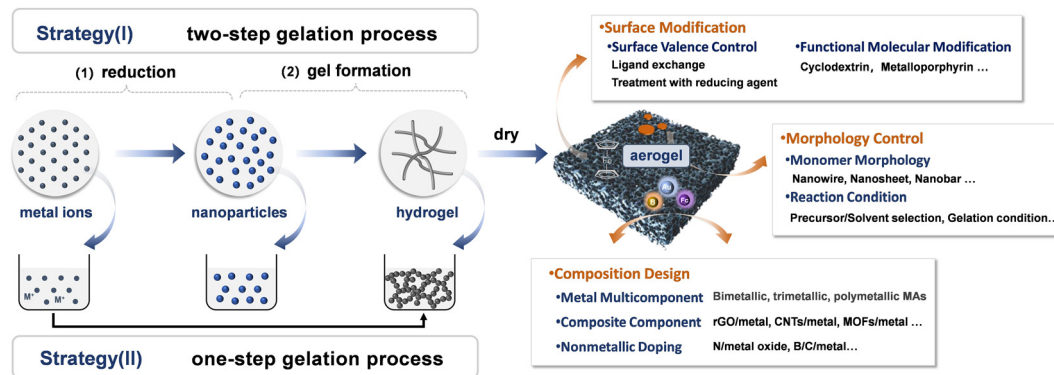 Strategy(I) two-step gelation process
(1) reduction
(2) gel formation
metal ions
nanoparticles
hydrogel
dry
M⁺
M⁺
Strategy(II) one-step gelation process
aerogel
Fe
Au
B
Fc
•Surface Modification
•Surface Valence Control
Ligand exchange
Treatment with reducing agent
•Functional Molecular Modification
Cyclodextrin, Metalloporphyrin ...
•Morphology Control
•Monomer Morphology
Nanowire, Nanosheet, Nanobar ...
•Reaction Condition
Precursor/Solvent selection, Gelation condition...
•Composition Design
•Metal Multicomponent Bimetallic, trimetallic, polymetallic MAs
•Composite Component rGO/metal, CNTs/metal, MOFs/metal ...
•Nonmetallic Doping N/metal oxide, B/C/metal...